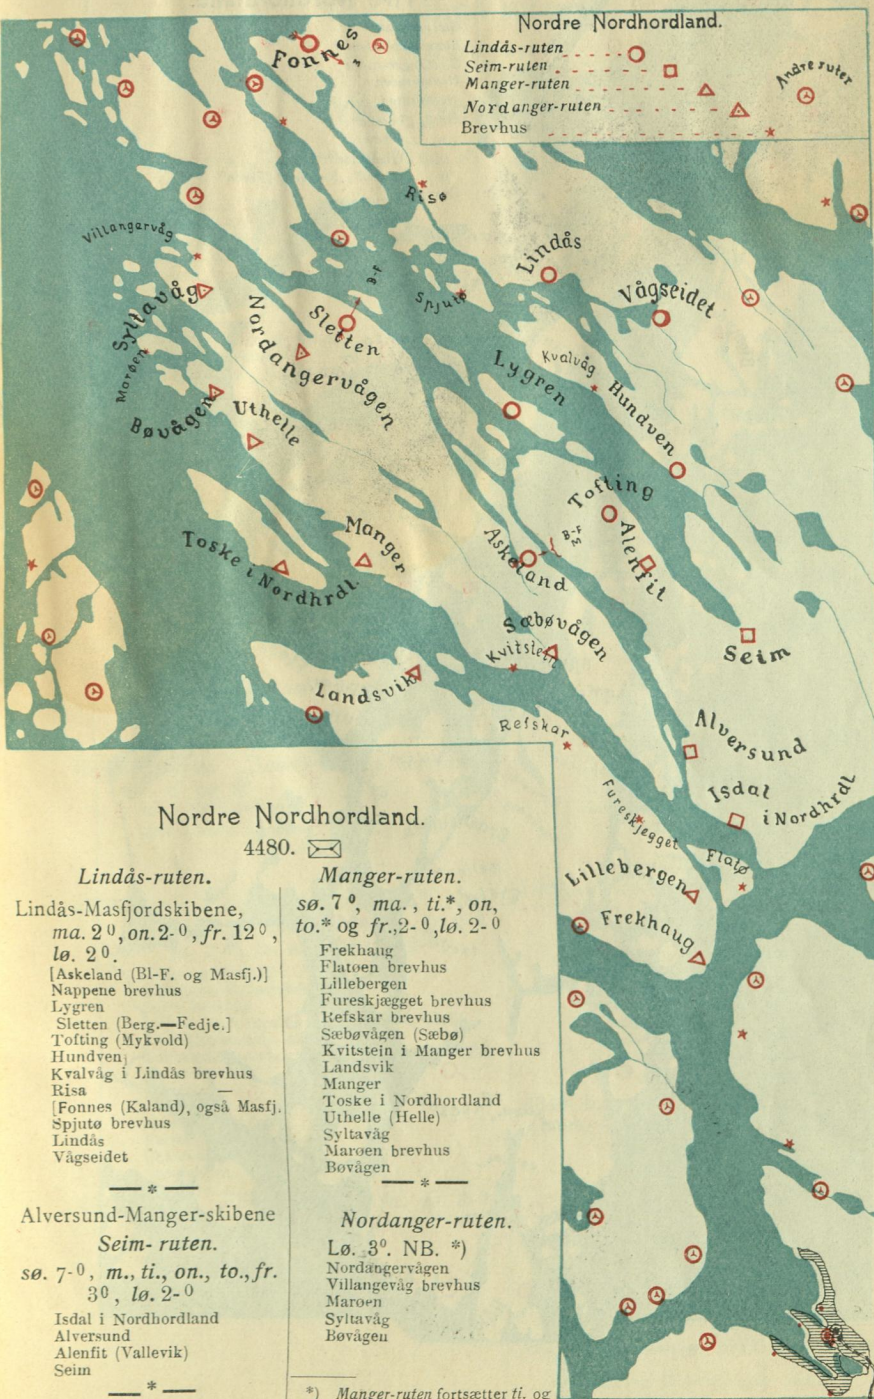 Nordre Nordhordland.
Lindås-ruten
Seim-ruten
Manger-ruten
Nordanger-ruten
Brevhus
Andre ruter
Fonnes
Risø
Villangervåg
Lindås
Vågseidet
Syltavåg
Nordangervågen
Sletten
B-F
Spjutø
Kvalvåg
Lygren
Hundven
Marøen
Bøvågen
Uthelle
Tofting
Alenfit
Askeland
B-F
M
Toske i Nordhrdl.
Manger
Sæbøvågen
Kvitstein
Seim
Landsvik
Refskar
Alversund
Isdal
i Nordhrdl
Fureskjegget
Flatø
Lillebergen
Frekhaug
Nordre Nordhordland.
4480.
Lindås-ruten.
Lindås-Masfjordskibene,
ma. 2⁰, on. 2-⁰, fr. 12⁰,
lø. 2⁰.
[Askeland (Bl-F. og Masfj.)]
Nappene brevhus
Lygren
Sletten (Berg.—Fedje.]
Tofting (Mykvold)
Hundven
Kvalvåg i Lindås brevhus
Risa —
[Fonnes (Kaland), også Masfj.
Spjutø brevhus
Lindås
Vågseidet
— * —
Alversund-Manger-skibene
Seim- ruten.
sø. 7-⁰, m., ti., on., to., fr.
3⁰, lø. 2-⁰
Isdal i Nordhordland
Alversund
Alenfit (Vallevik)
Seim
— * —
Manger-ruten.
sø. 7⁰, ma., ti.*, on,
to.* og fr., 2-⁰, lø. 2-⁰
Frekhaug
Flatøen brevhus
Lillebergen
Fureskjægget brevhus
Refskar brevhus
Sæbøvågen (Sæbø)
Kvitstein i Manger brevhus
Landsvik
Manger
Toske i Nordhordland
Uthelle (Helle)
Syltavåg
Marøen brevhus
Bøvågen
— * —
Nordanger-ruten.
Lø. 3⁰. NB. *)
Nordangervågen
Villangevåg brevhus
Marøen
Syltavåg
Bøvågen
*) Manger-ruten fortsætter ti. og